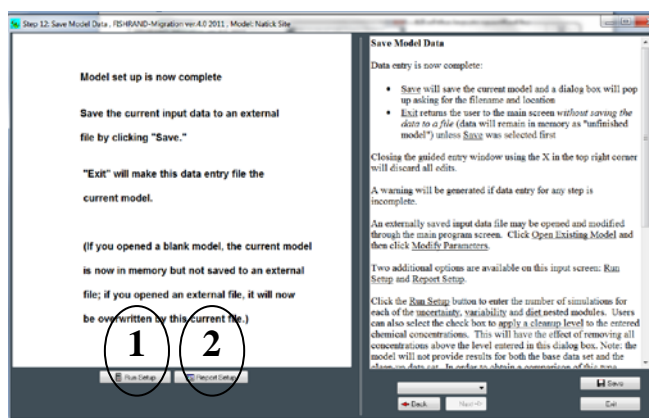 Step 12: Save Model Data , FISHRAND-Migration ver.4.0 2011 , Model: Natick Site
Model set up is now complete
Save the current input data to an external
file by clicking "Save."
"Exit" will make this data entry file the
current model.
(If you opened a blank model, the current model
is now in memory but not saved to an external
file; if you opened an external file, it will now
be overwritten by this current file.)
1
2
Run Setup
Report Setup
Save Model Data
Data entry is now complete:
• Save will save the current model and a dialog box will pop
up asking for the filename and location
• Exit returns the user to the main screen without saving the
data to a file (data will remain in memory as "unfinished
model") unless Save was selected first
Closing the guided entry window using the X in the top right corner
will discard all edits.
A warning will be generated if data entry for any step is
incomplete.
An externally saved input data file may be opened and modified
through the main program screen. Click Open Existing Model and
then click Modify Parameters.
Two additional options are available on this input screen: Run
Setup and Report Setup.
Click the Run Setup button to enter the number of simulations for
each of the uncertainty, variability and diet nested modules. Users
can also select the check box to apply a cleanup level to the entered
chemical concentrations. This will have the effect of removing all
concentrations above the level entered in this dialog box. Note: the
model will not provide results for both the base data set and the
clean up data set. In order to obtain a comparison of this type
Save
Back
Next
Exit